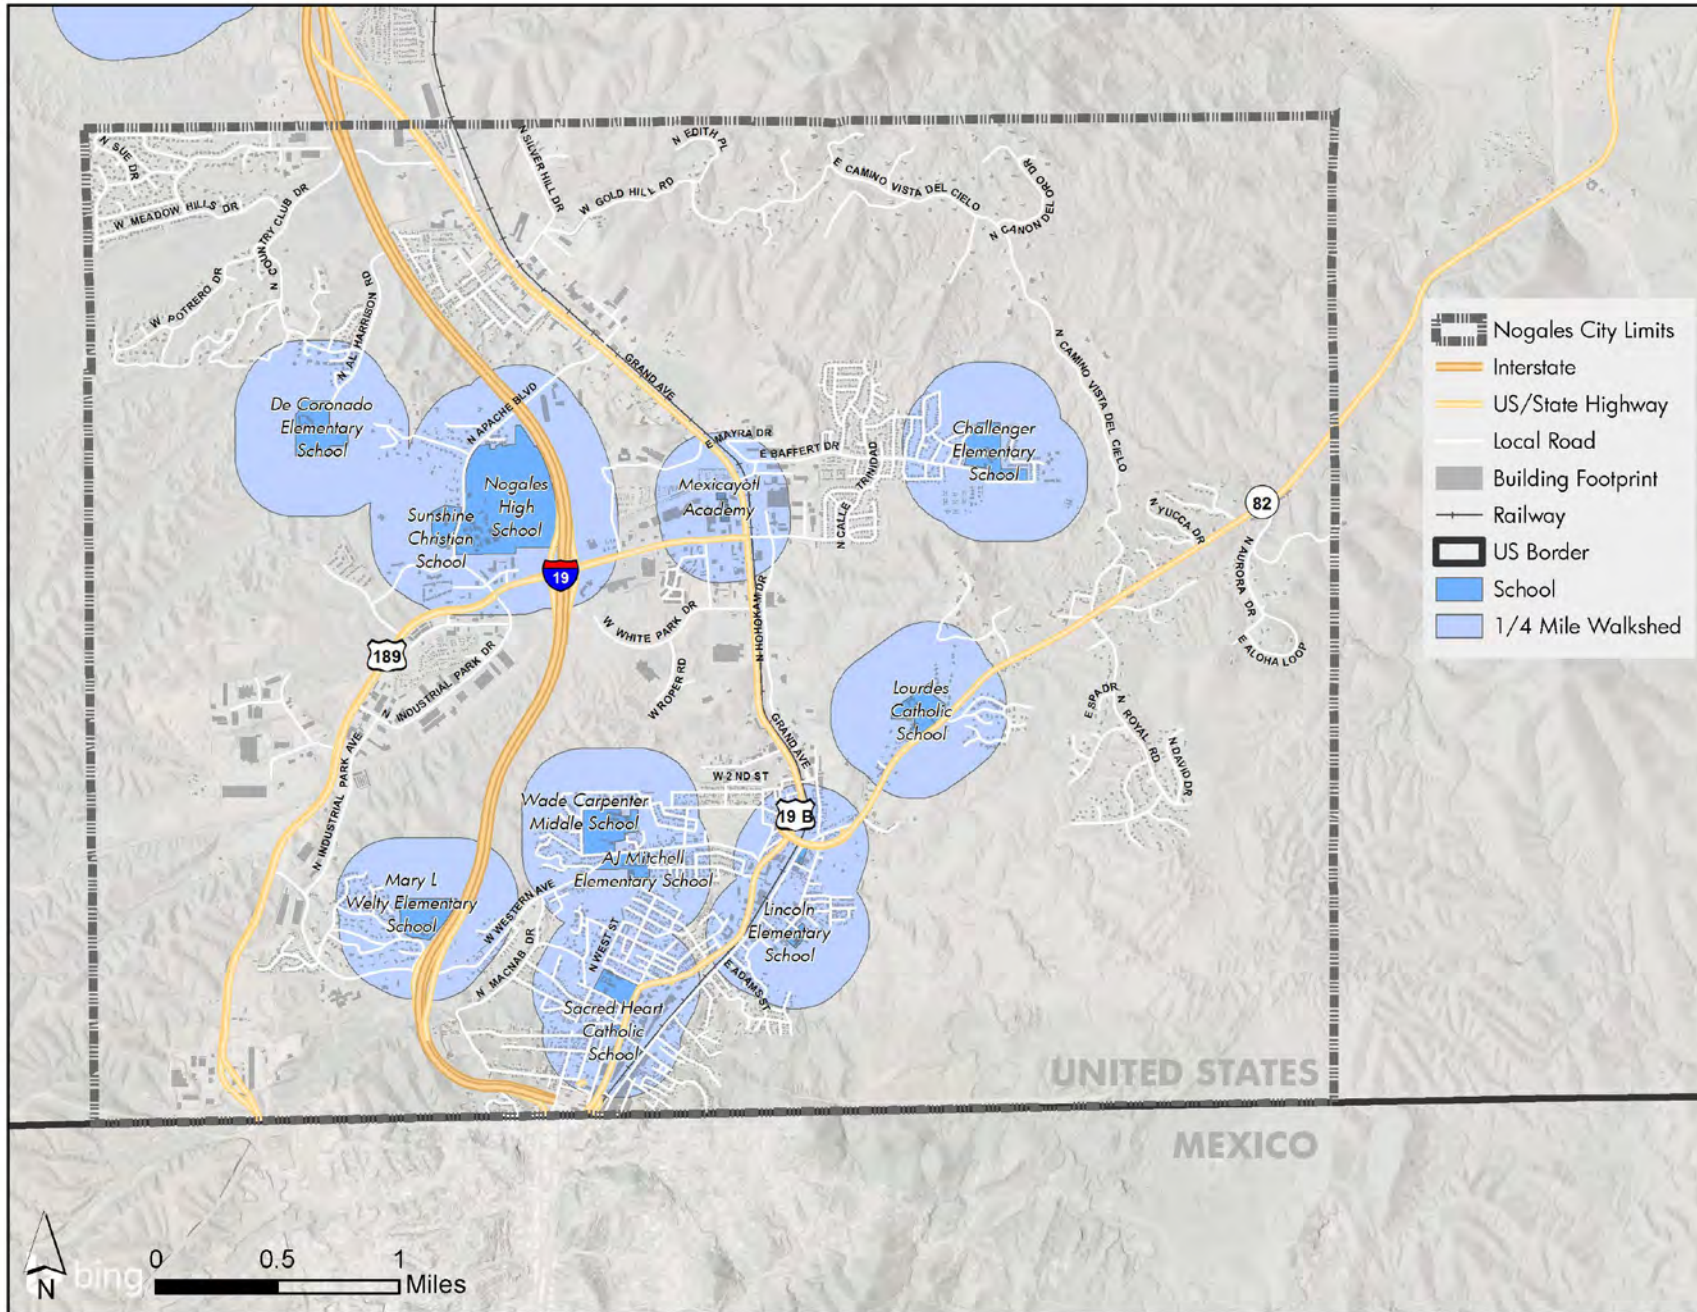 N SUE DR
W MEADOW HILLS DR
N COUNTRY CLUB DR
W POTRERO DR
N AL HARRISON RD
N SILVER HILL DR
W GOLD HILL RD
N EDITH PL
E CAMINO VISTA DEL CIELO
N CANON DEL ORO DR
N CAMINO VISTA DEL CIELO
GRAND AVE
N APACHE BLVD
De Coronado
Elementary
School
Nogales
High
School
Sunshine
Christian
School
E MAYRA DR
E BAFFERT DR
Mexicayotl
Academy
N CALLE TRINIDAD
Challenger
Elementary
School
N YUCCA DR
82
N AURORA DR
E ALOHA LOOP
Nogales City Limits
Interstate
US/State Highway
Local Road
Building Footprint
Railway
US Border
School
1/4 Mile Walkshed
19
189
W WHITE PARK DR
N HOHOKAM DR
W ROPER RD
N INDUSTRIAL PARK DR
N INDUSTRIAL PARK AVE
Lourdes
Catholic
School
E SPA DR
N ROYAL RD
N DAVID DR
GRAND AVE
W 2ND ST
19 B
Wade Carpenter
Middle School
AJ Mitchell
Elementary School
Mary L
Welty Elementary
School
W WESTERN AVE
N MACNAB DR
N WEST ST
Lincoln
Elementary
School
E ADAMS ST
Sacred Heart
Catholic
School
UNITED STATES
MEXICO
N
bing
0 0.5 1
Miles